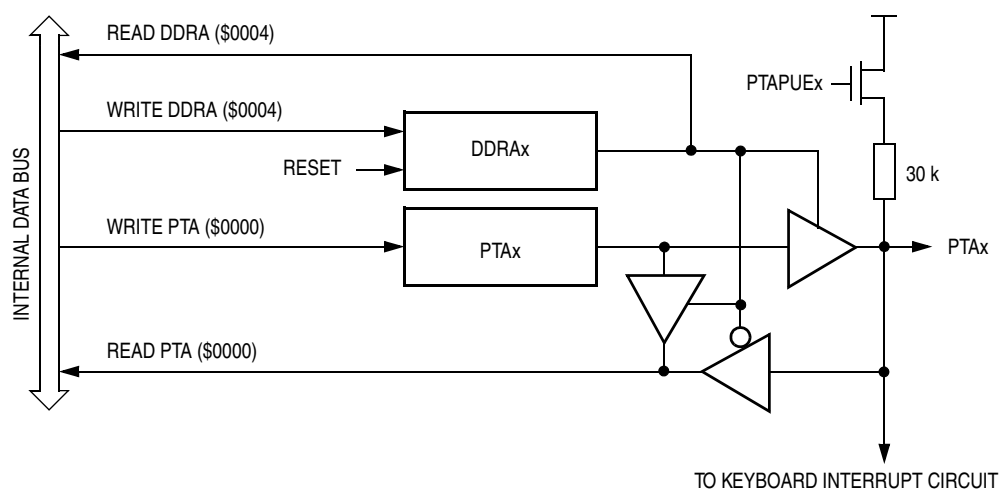 READ DDRA ($0004)
PTAPUEx
WRITE DDRA ($0004)
DDRAx
RESET
30 k
INTERNAL DATA BUS
WRITE PTA ($0000)
PTAx
PTAx
READ PTA ($0000)
TO KEYBOARD INTERRUPT CIRCUIT